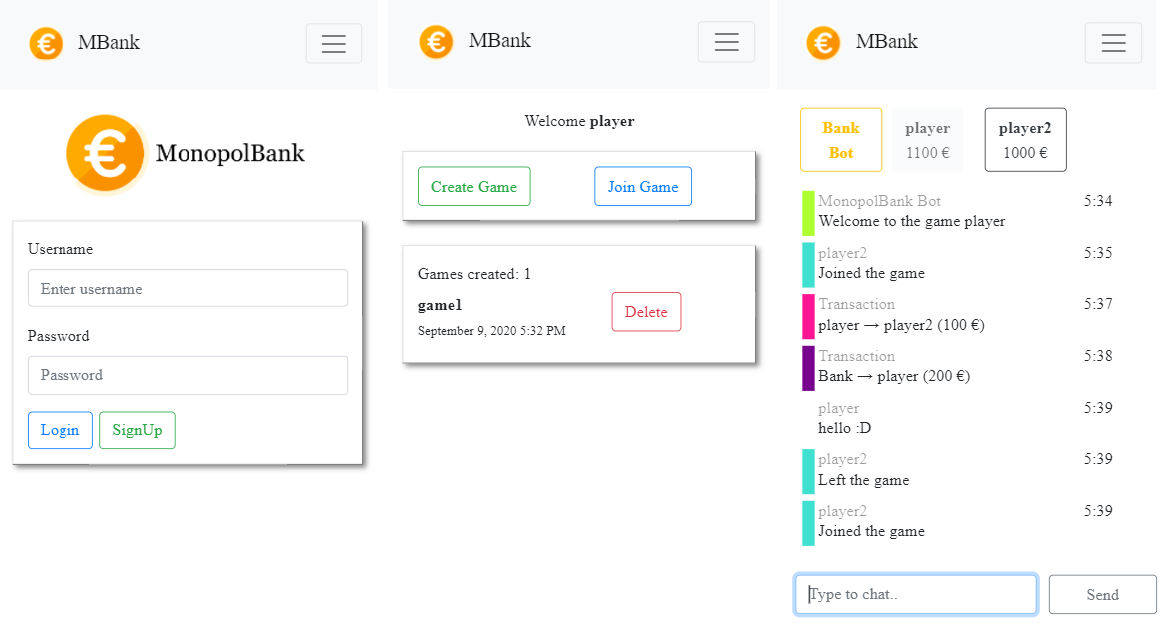 MBank
MonopolBank
Username
Enter username
Password
Password
Login SignUp
MBank
Welcome player
Create Game Join Game
Games created: 1
game1
September 9, 2020 5:32 PM
Delete
MBank
Bank Bot
player 1100 €
player2 1000 €
MonopolBank Bot 5:34
Welcome to the game player
player2 5:35
Joined the game
Transaction 5:37
player → player2 (100 €)
Transaction 5:38
Bank → player (200 €)
player 5:39
hello :D
player2 5:39
Left the game
player2 5:39
Joined the game
Type to chat.. Send